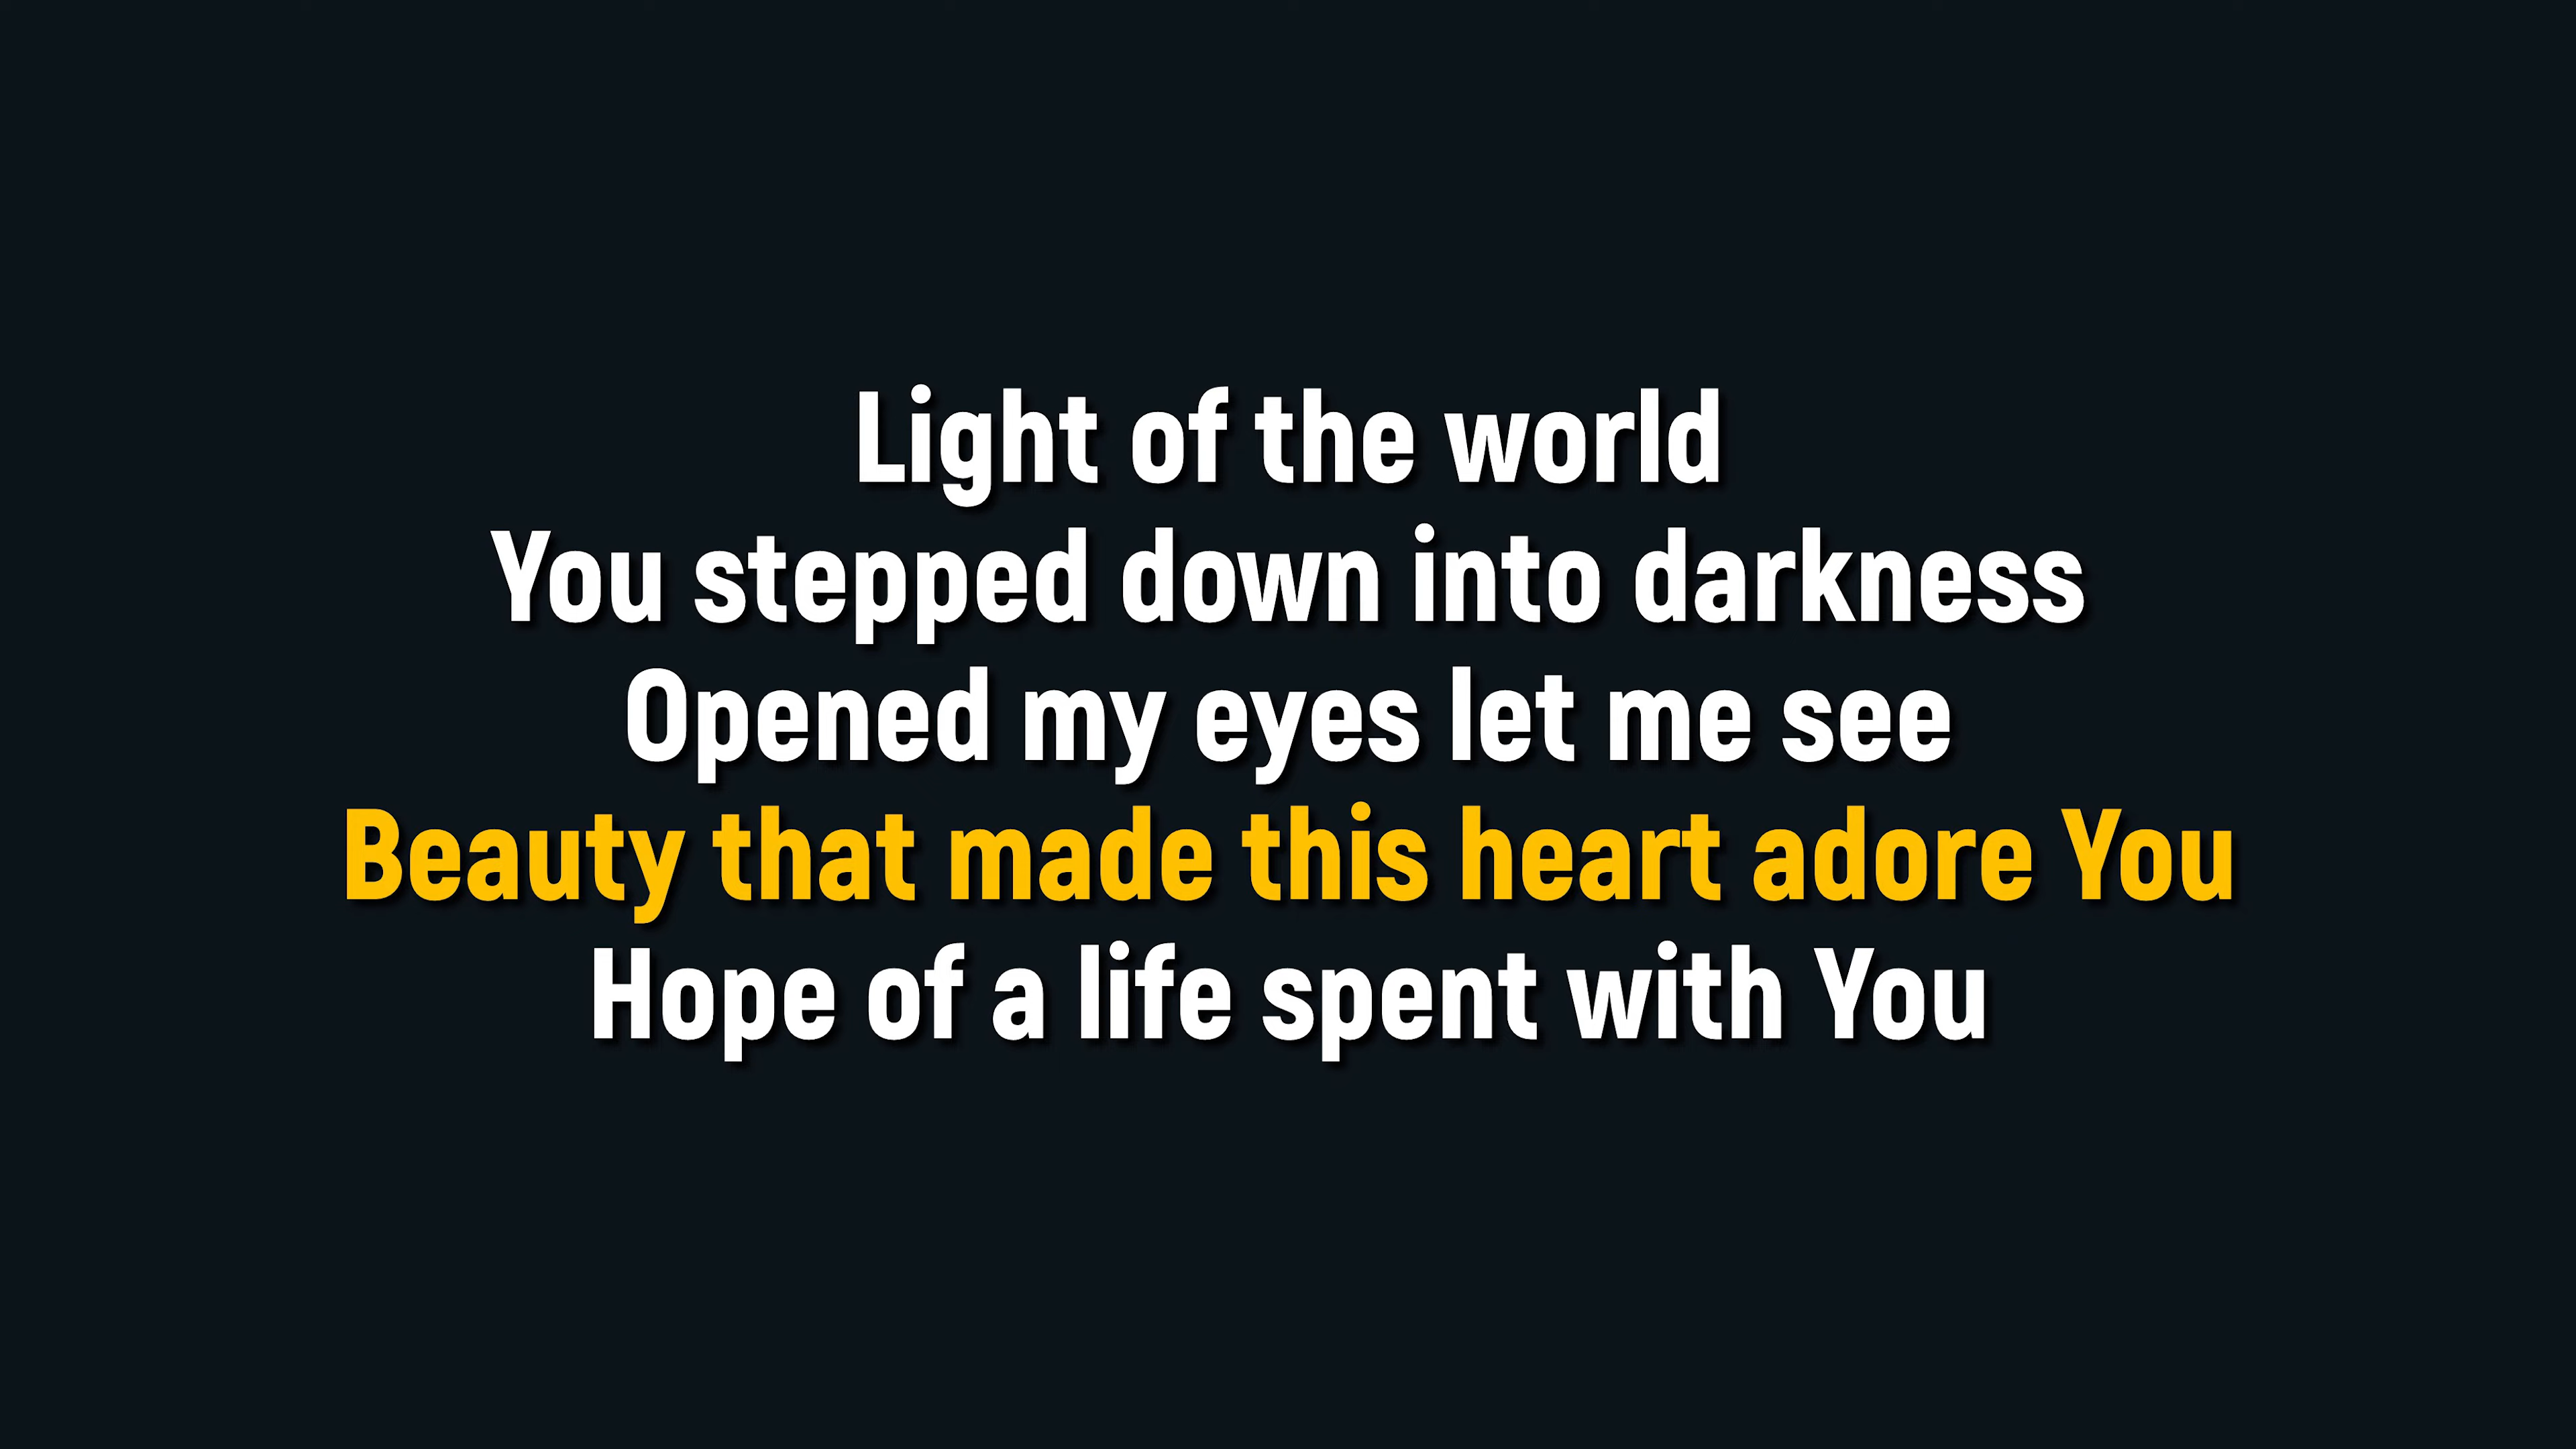 Light of the world
You stepped down into darkness
Opened my eyes let me see
Beauty that made this heart adore You
Hope of a life spent with You